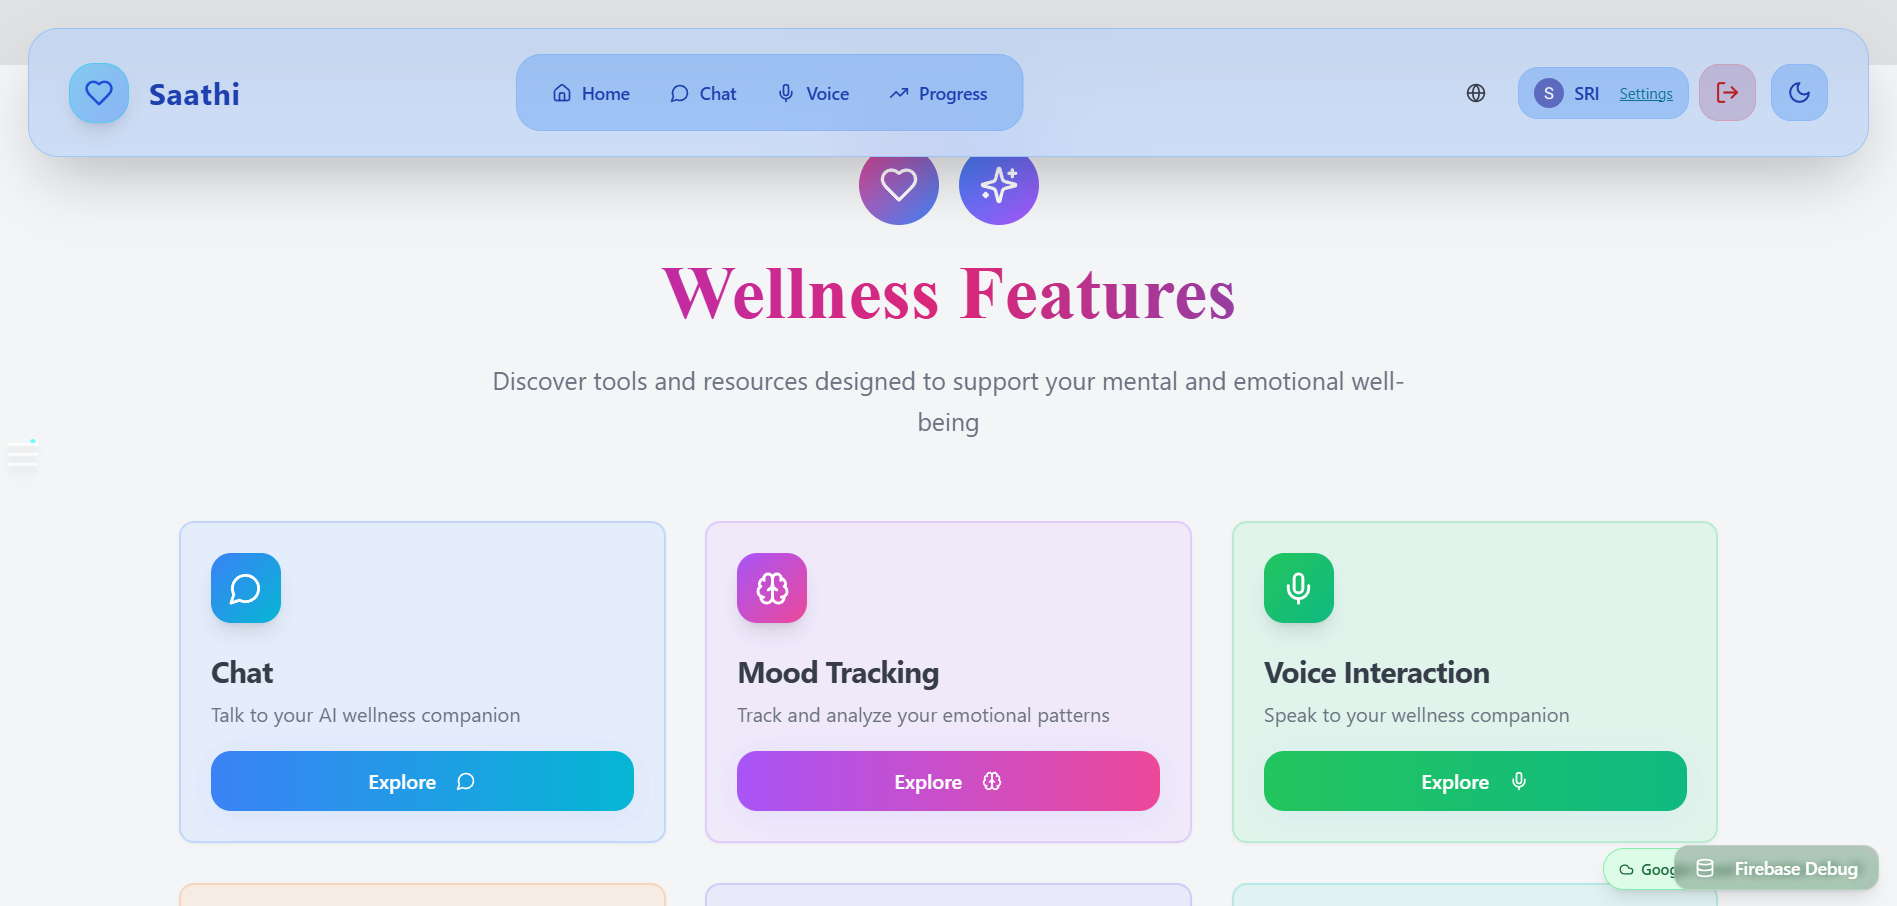 Saathi
Home
Chat
Voice
Progress
S
SRI
Settings
Wellness Features
Discover tools and resources designed to support your mental and emotional well-
being
Chat
Talk to your AI wellness companion
Explore
Mood Tracking
Track and analyze your emotional patterns
Explore
Voice Interaction
Speak to your wellness companion
Explore
Firebase Debug